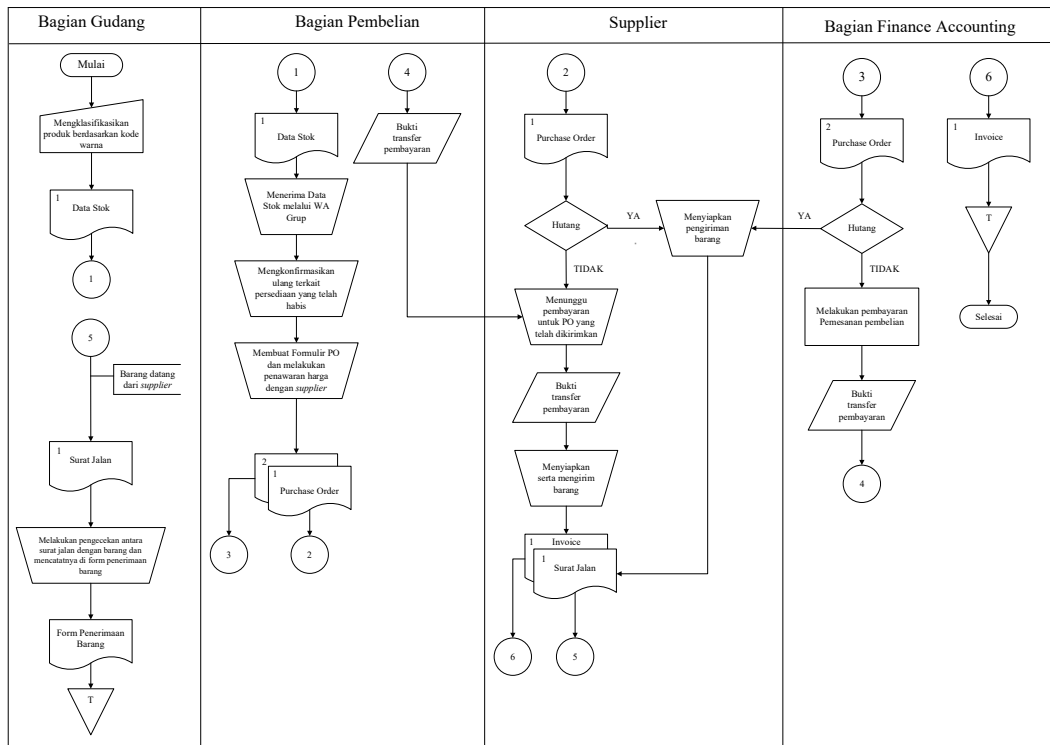 Bagian Gudang
Mulai
Mengklasifikasikan
produk berdasarkan kode
warna
1
Data Stok
1
5
Barang datang
dari supplier
1
Surat Jalan
Melakukan pengecekan antara
surat jalan dengan barang dan
mencatatnya di form penerimaan
barang
Form Penerimaan
Barang
T
Bagian Pembelian
1
1
Data Stok
Menerima Data
Stok melalui WA
Grup
Mengkonfirmasikan
ulang terkait
persediaan yang telah
habis
Membuat Formulir PO
dan melakukan
penawaran harga
dengan supplier
2
1
Purchase Order
3
2
4
Bukti
transfer
pembayaran
Supplier
2
1
Purchase Order
Hutang
YA
Menyiapkan
pengiriman
barang
TIDAK
Menunggu
pembayaran
untuk PO yang
telah dikirimkan
Bukti
transfer
pembayaran
Menyiapkan
serta mengirim
barang
1
Invoice
1
Surat Jalan
6
5
Bagian Finance Accounting
3
2
Purchase Order
Hutang
YA
TIDAK
Melakukan pembayaran
Pemesanan pembelian
Bukti
transfer
pembayaran
4
6
1
Invoice
T
Selesai